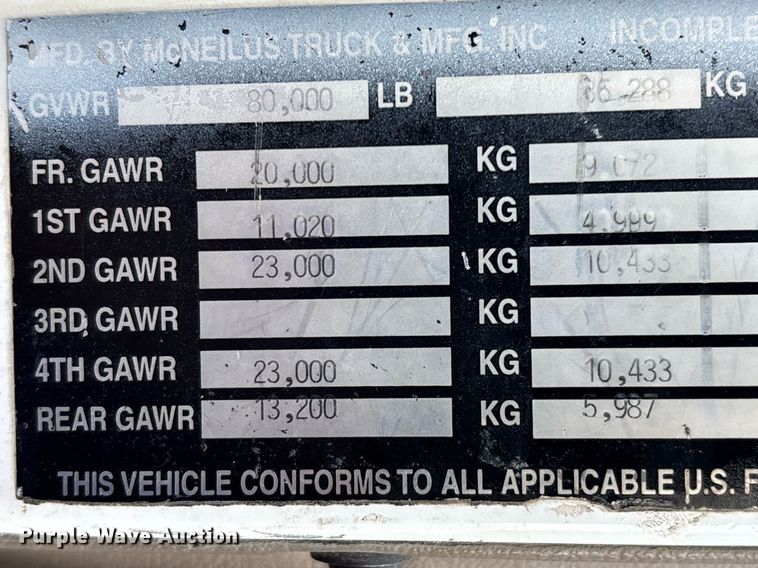 MFD. BY McNEILUS TRUCK & MFG. INC INCOMPLE
GVWR 80,000 LB 36 288 KG
FR. GAWR 20,000 KG 9,072
1ST GAWR 11,020 KG 4,999
2ND GAWR 23,000 KG 10,433
3RD GAWR KG
4TH GAWR 23,000 KG 10,433
REAR GAWR 13,200 KG 5,987
THIS VEHICLE CONFORMS TO ALL APPLICABLE U.S. F
Purple Wave Auction